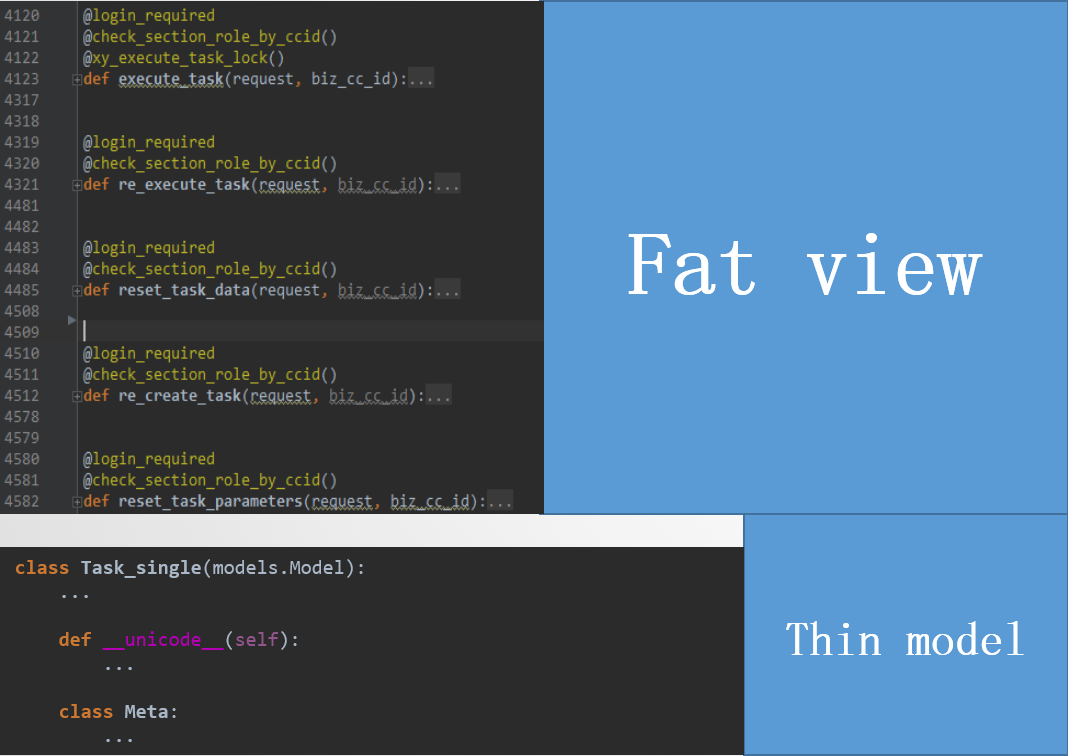 4120 @login_required
4121 @check_section_role_by_ccid()
4122 @xy_execute_task_lock()
4123 def execute_task(request, biz_cc_id):...
4317
4318
4319 @login_required
4320 @check_section_role_by_ccid()
4321 def re_execute_task(request, biz_cc_id):...
4481
4482
4483 @login_required
4484 @check_section_role_by_ccid()
4485 def reset_task_data(request, biz_cc_id):...
4508
4509
4510 @login_required
4511 @check_section_role_by_ccid()
4512 def re_create_task(request, biz_cc_id):...
4578
4579
4580 @login_required
4581 @check_section_role_by_ccid()
4582 def reset_task_parameters(request, biz_cc_id):...
Fat view
class Task_single(models.Model):
...
def __unicode__(self):
...
class Meta:
...
Thin model